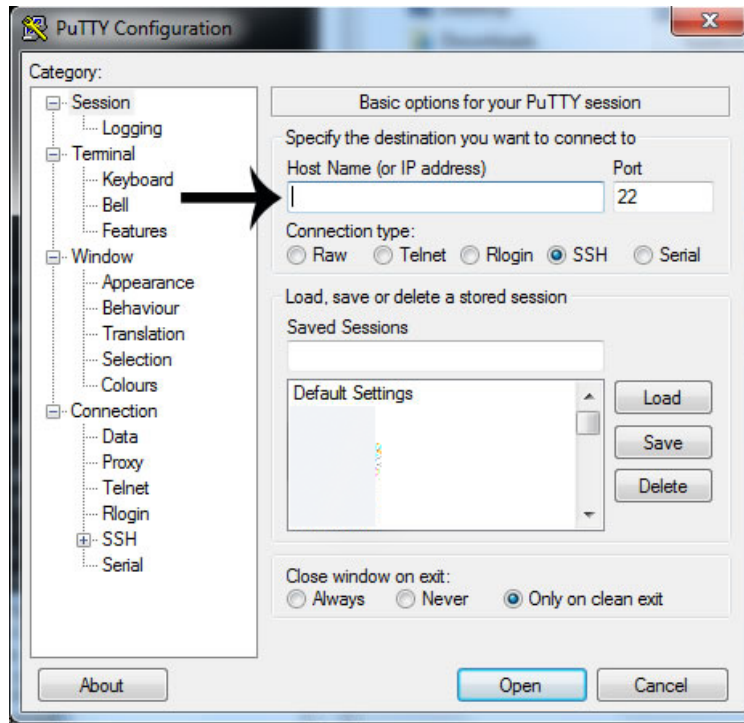 PuTTY Configuration
Category:
Session
Logging
Terminal
Keyboard
Bell
Features
Window
Appearance
Behaviour
Translation
Selection
Colours
Connection
Data
Proxy
Telnet
Rlogin
SSH
Serial
Basic options for your PuTTY session
Specify the destination you want to connect to
Host Name (or IP address) Port
22
Connection type:
Raw Telnet Rlogin SSH Serial
Load, save or delete a stored session
Saved Sessions
Default Settings
Load
Save
Delete
Close window on exit:
Always Never Only on clean exit
About Open Cancel